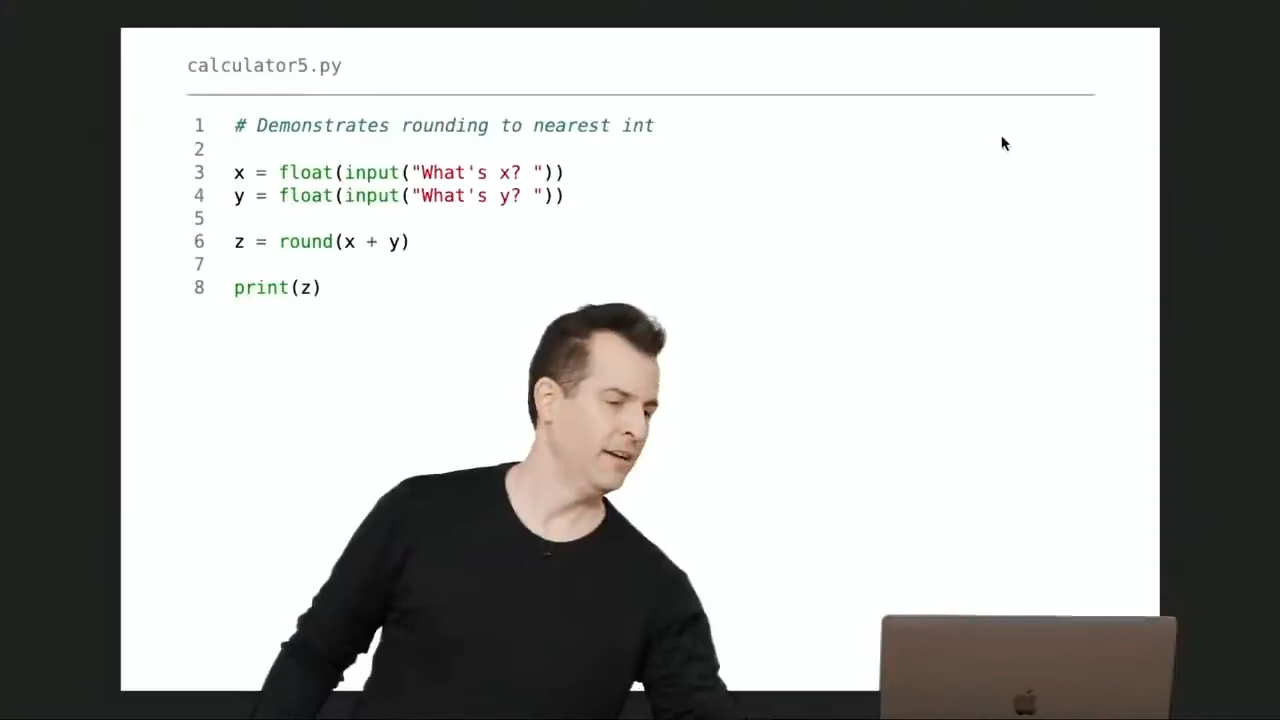 calculator5.py
1 # Demonstrates rounding to nearest int
2
3 x = float(input("What's x? "))
4 y = float(input("What's y? "))
5
6 z = round(x + y)
7
8 print(z)